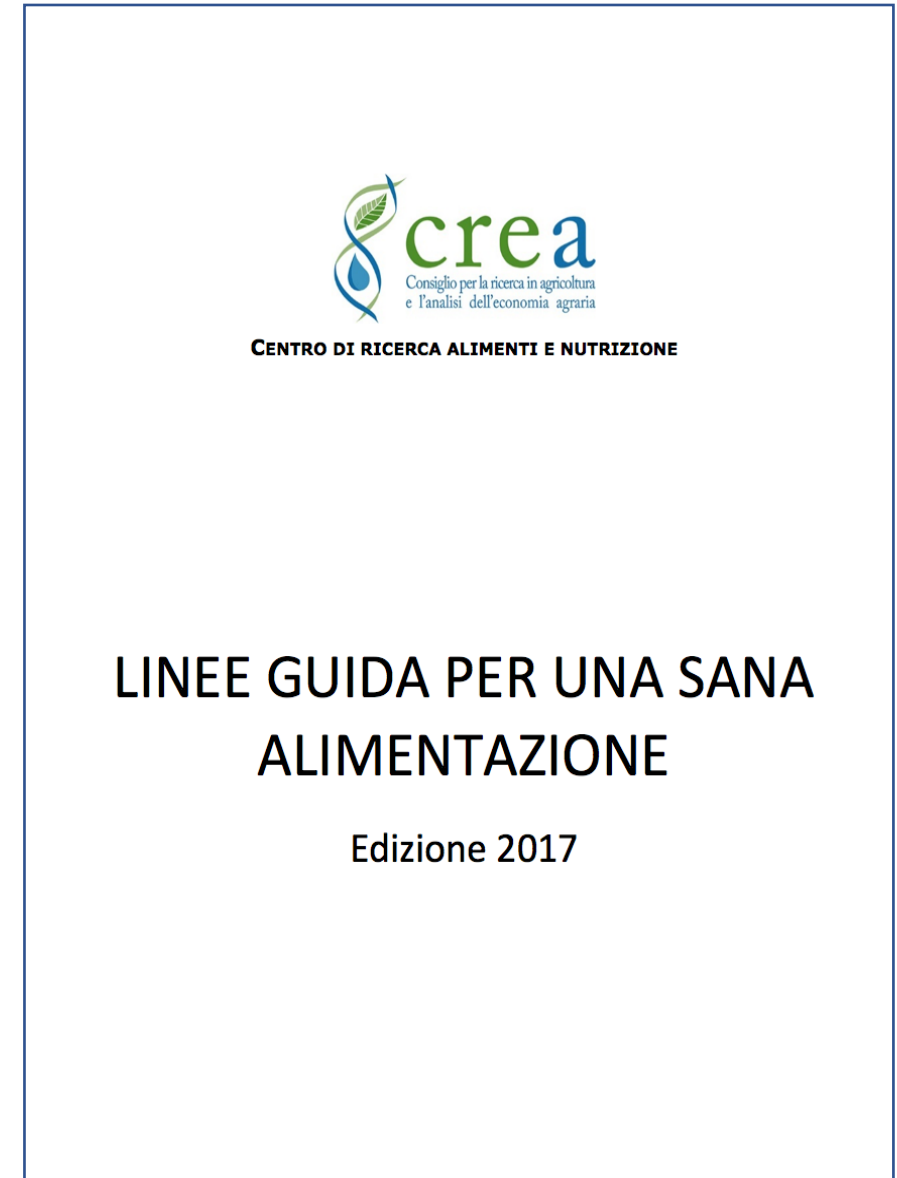 crea
Consiglio per la ricerca in agricoltura
e l'analisi dell'economia agraria
CENTRO DI RICERCA ALIMENTI E NUTRIZIONE
LINEE GUIDA PER UNA SANA
ALIMENTAZIONE
Edizione 2017